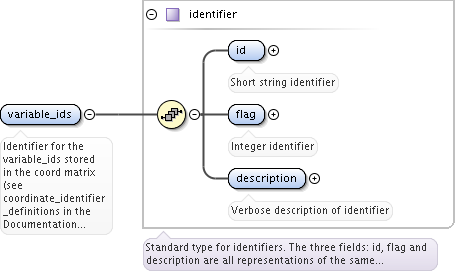 identifier
id
Short string identifier
flag
Integer identifier
description
Verbose description of identifier
variable_ids
Identifier for the
variable_ids stored
in the coord matrix
(see
coordinate_identifier
_definitions in the
Documentation...
Standard type for identifiers. The three fields: id, flag and
description are all representations of the same...